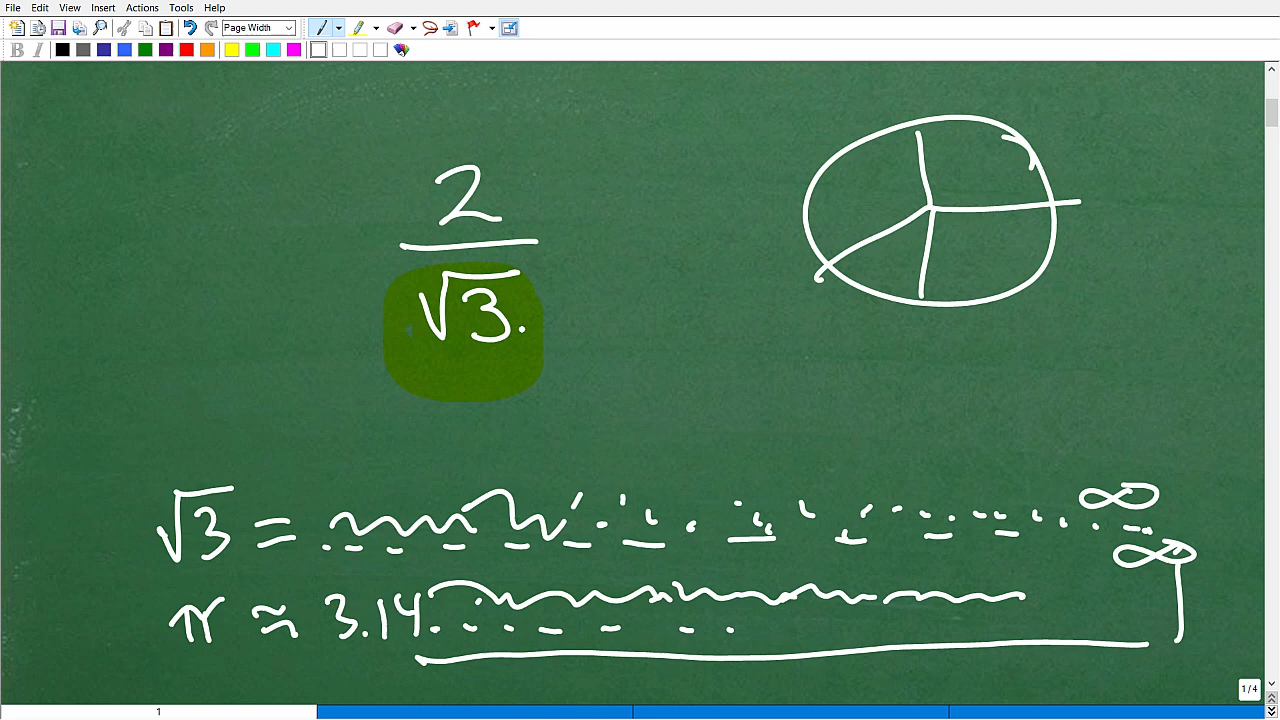 File Edit View Insert Actions Tools Help
Page Width
B I
2
√3.
√3 = ∞
∞
π ≈ 3.14
1/4
1